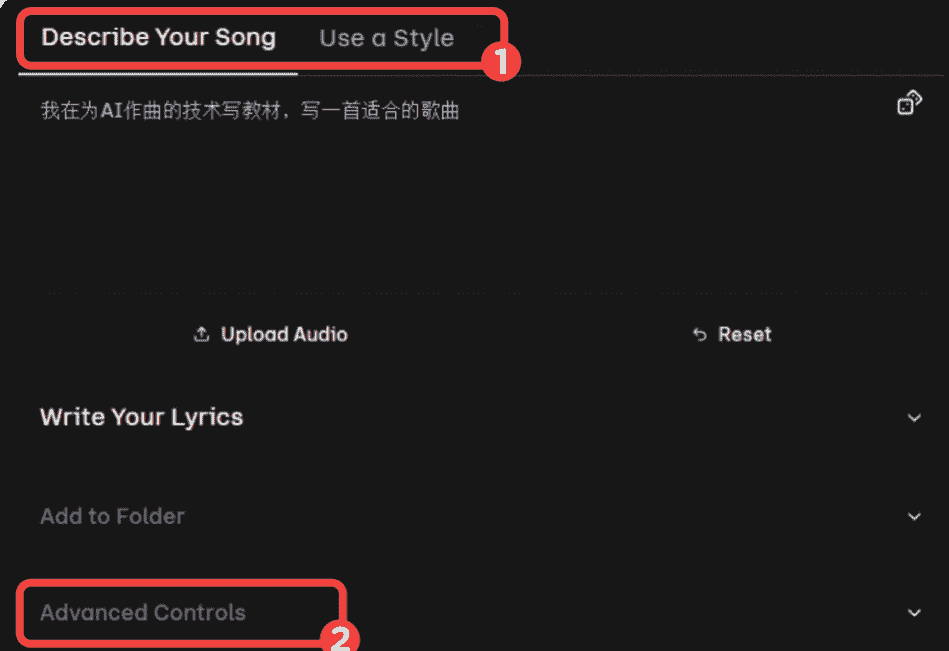 Describe Your Song Use a Style
1
我在为AI作曲的技术写教材，写一首适合的歌曲
Upload Audio Reset
Write Your Lyrics
Add to Folder
Advanced Controls
2